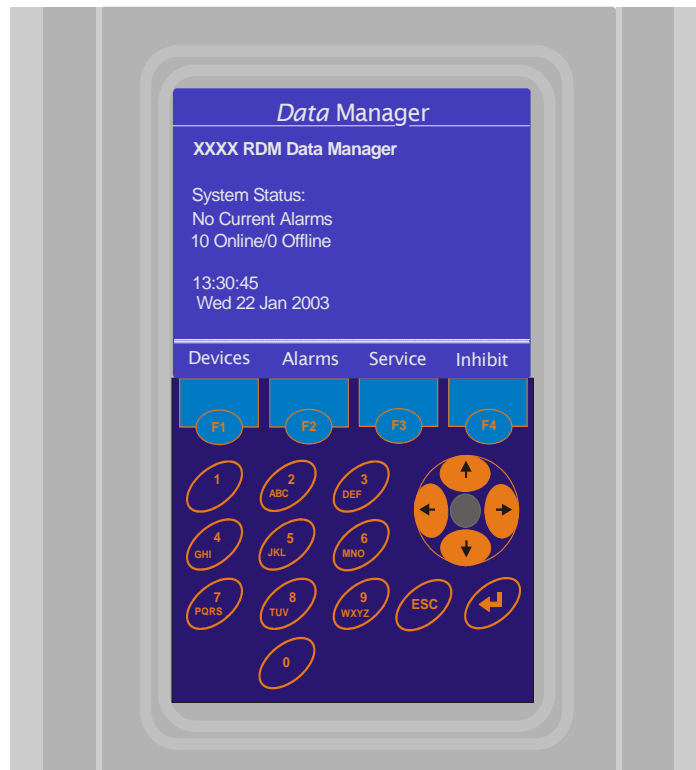 Data Manager
XXXX RDM Data Manager
System Status:
No Current Alarms
10 Online/0 Offline
13:30:45
Wed 22 Jan 2003
Devices Alarms Service Inhibit
F1 F2 F3 F4
1 2 3
ABC DEF
4 5 6
GHI JKL MNO
7 8 9 ESC
PQRS TUV WXYZ
0